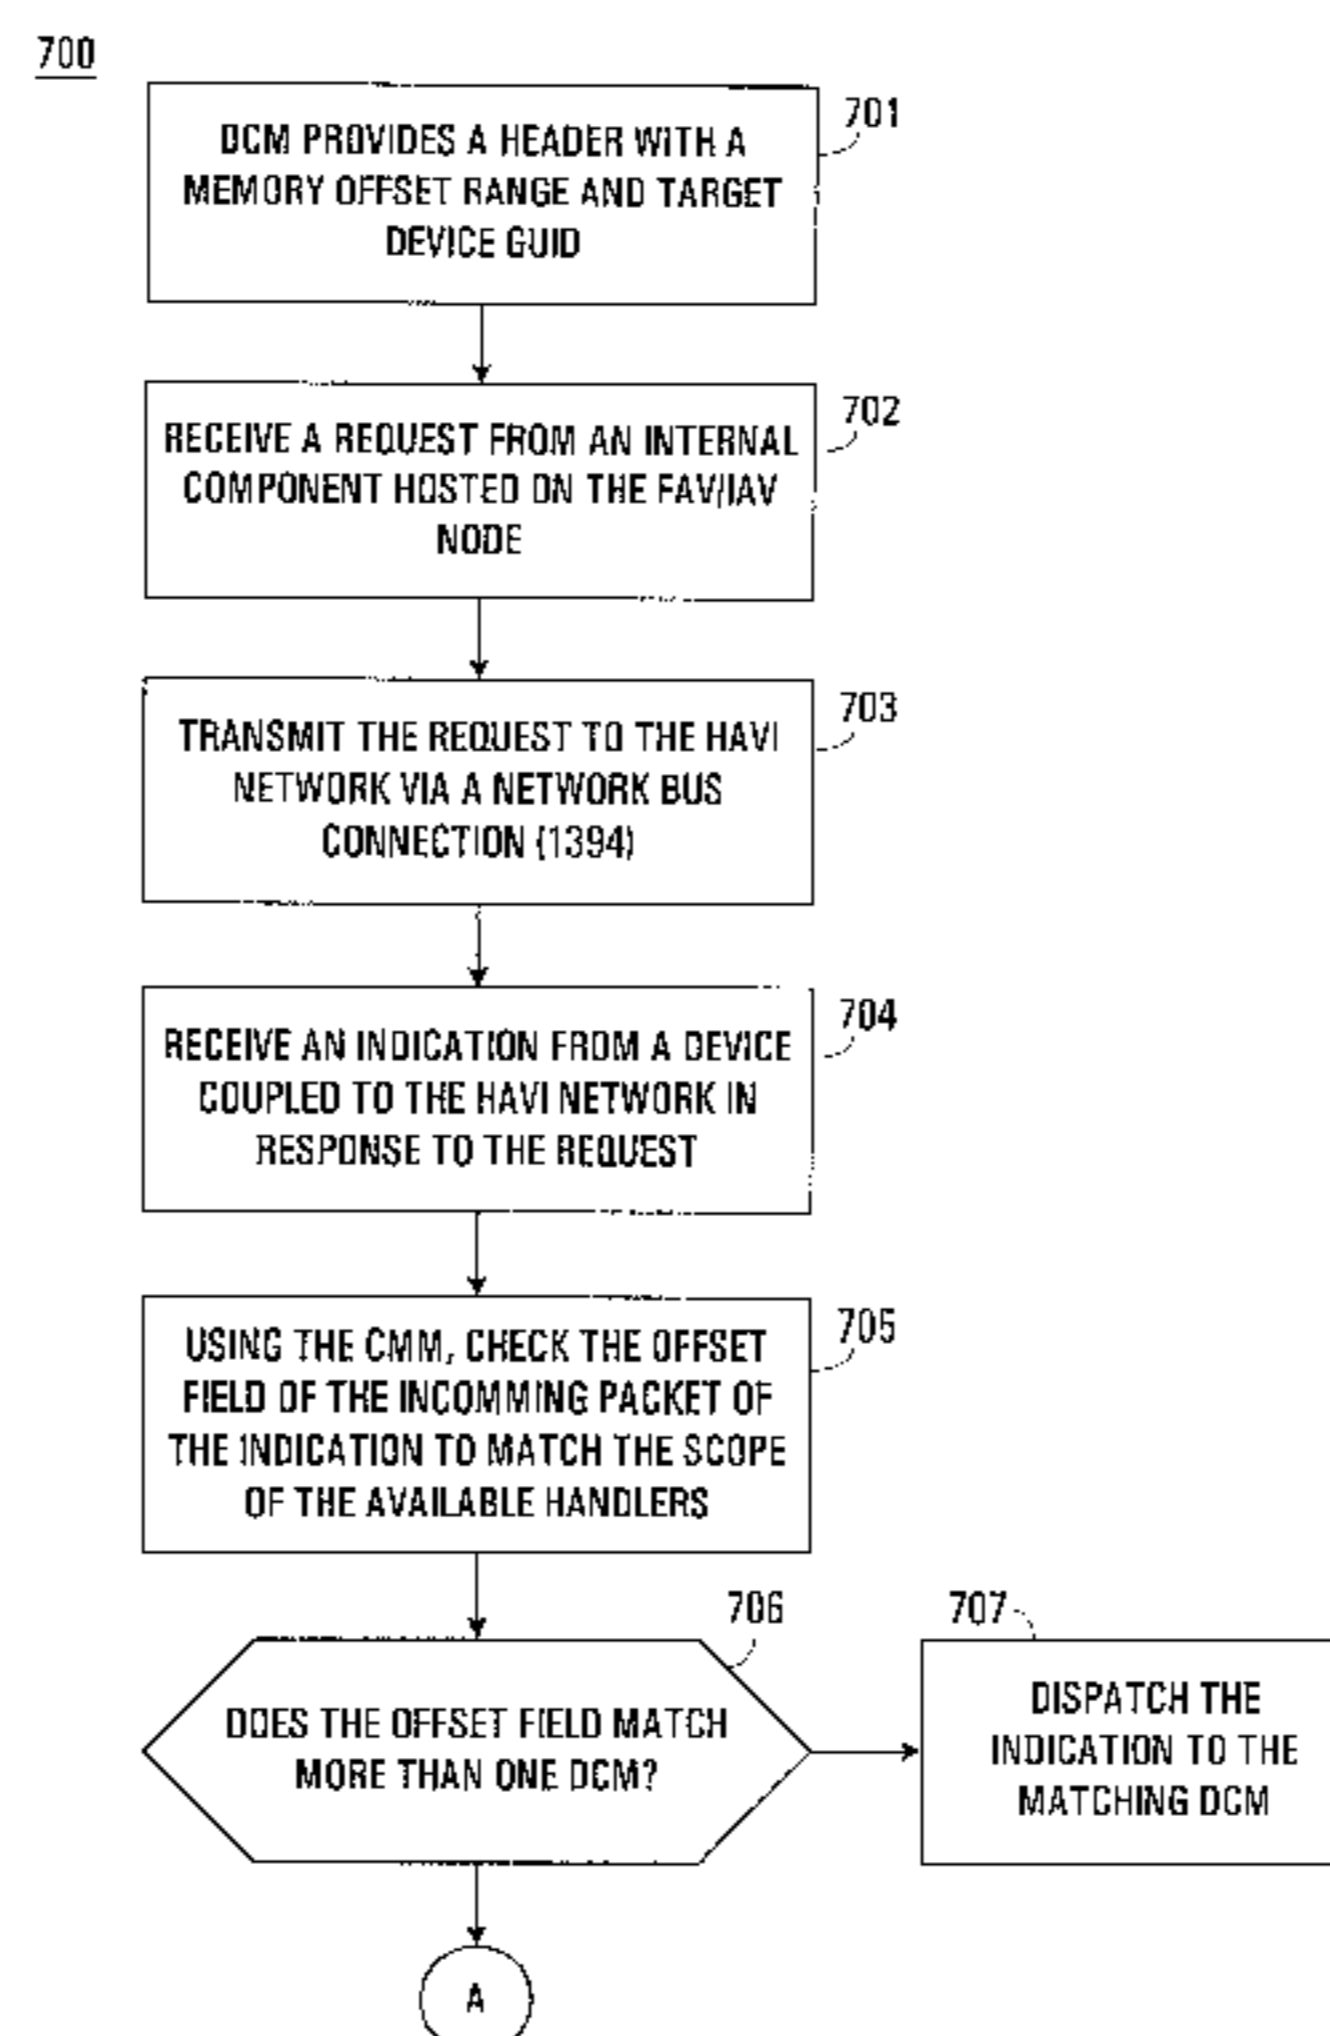 700
701
DCM PROVIDES A HEADER WITH A
MEMORY OFFSET RANGE AND TARGET
DEVICE GUID
702
RECEIVE A REQUEST FROM AN INTERNAL
COMPONENT HOSTED ON THE FAV/IAV
NODE
703
TRANSMIT THE REQUEST TO THE HAVI
NETWORK VIA A NETWORK BUS
CONNECTION (1394)
704
RECEIVE AN INDICATION FROM A DEVICE
COUPLED TO THE HAVI NETWORK IN
RESPONSE TO THE REQUEST
705
USING THE CMM, CHECK THE OFFSET
FIELD OF THE INCOMMING PACKET OF
THE INDICATION TO MATCH THE SCOPE
OF THE AVAILABLE HANDLERS
706
DOES THE OFFSET FIELD MATCH
MORE THAN ONE DCM?
707
DISPATCH THE
INDICATION TO THE
MATCHING DCM
A